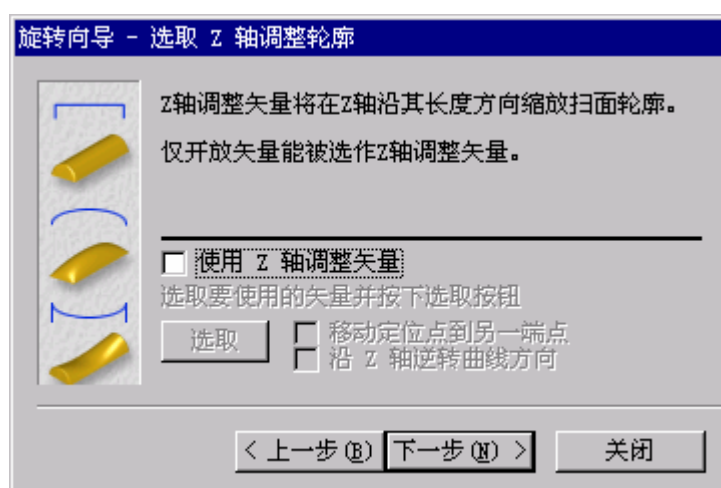 旋转向导 - 选取 Z 轴调整轮廓
Z轴调整矢量将在Z轴沿其长度方向缩放扫面轮廓。
仅开放矢量能被选作Z轴调整矢量。
使用 Z 轴调整矢量
选取要使用的矢量并按下选取按钮
选取
移动定位点到另一端点
沿 Z 轴逆转曲线方向
< 上一步(B) 下一步(N) > 关闭